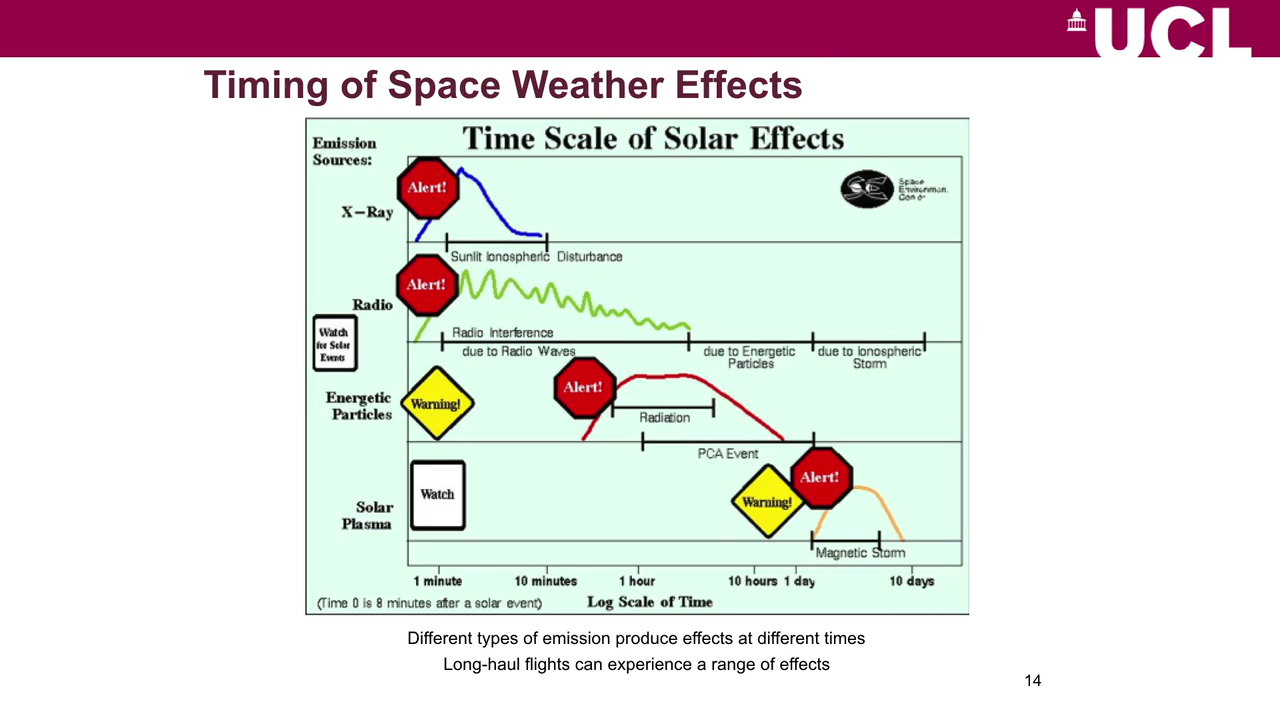 UCL
Timing of Space Weather Effects
Time Scale of Solar Effects
Emission
Sources:
Space
Environment
Alert!
X-Ray
Sunlit Ionospheric Disturbance
Alert!
Radio
Radio Interference
due to Radio Waves
due to Energetic
Particles
due to Ionospheric
Storm
Watch
for Solar
Events
Energetic
Particles
Warning!
Alert!
Radiation
PCA Event
Solar
Plasma
Watch
Warning!
Alert!
Magnetic Storm
1 minute
10 minutes
1 hour
10 hours
1 day
10 days
(Time 0 is 8 minutes after a solar event)
Log Scale of Time
Different types of emission produce effects at different times
Long-haul flights can experience a range of effects
14